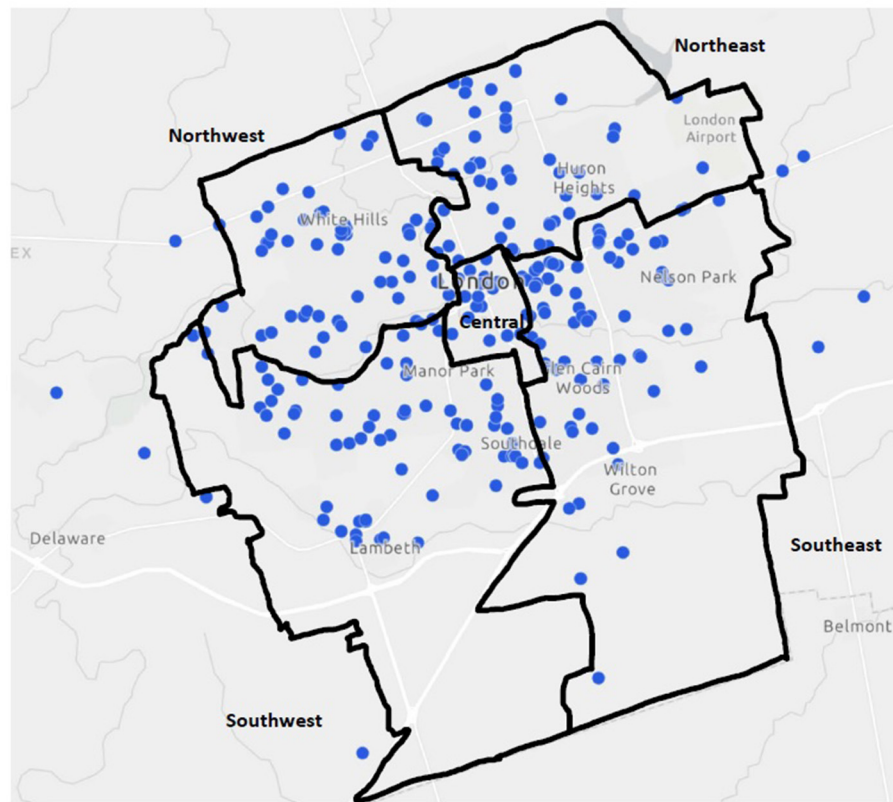 Northeast
London
Airport
Northwest
Huron
Heights
White Hills
EX
Nelson Park
London
Central
Manor Park
Glen Cairn
Woods
Southdale
Wilton
Grove
Delaware
Lambeth
Southeast
Belmont
Southwest